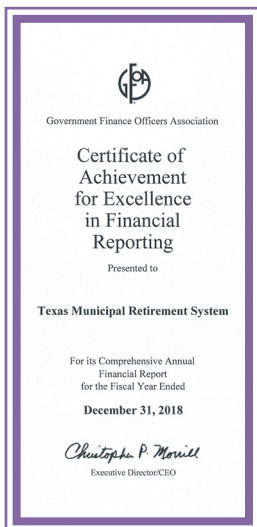 GFOA
Government Finance Officers Association
Certificate of
Achievement
for Excellence
in Financial
Reporting
Presented to
Texas Municipal Retirement System
For its Comprehensive Annual
Financial Report
for the Fiscal Year Ended
December 31, 2018
Christopher P. Morrill
Executive Director/CEO